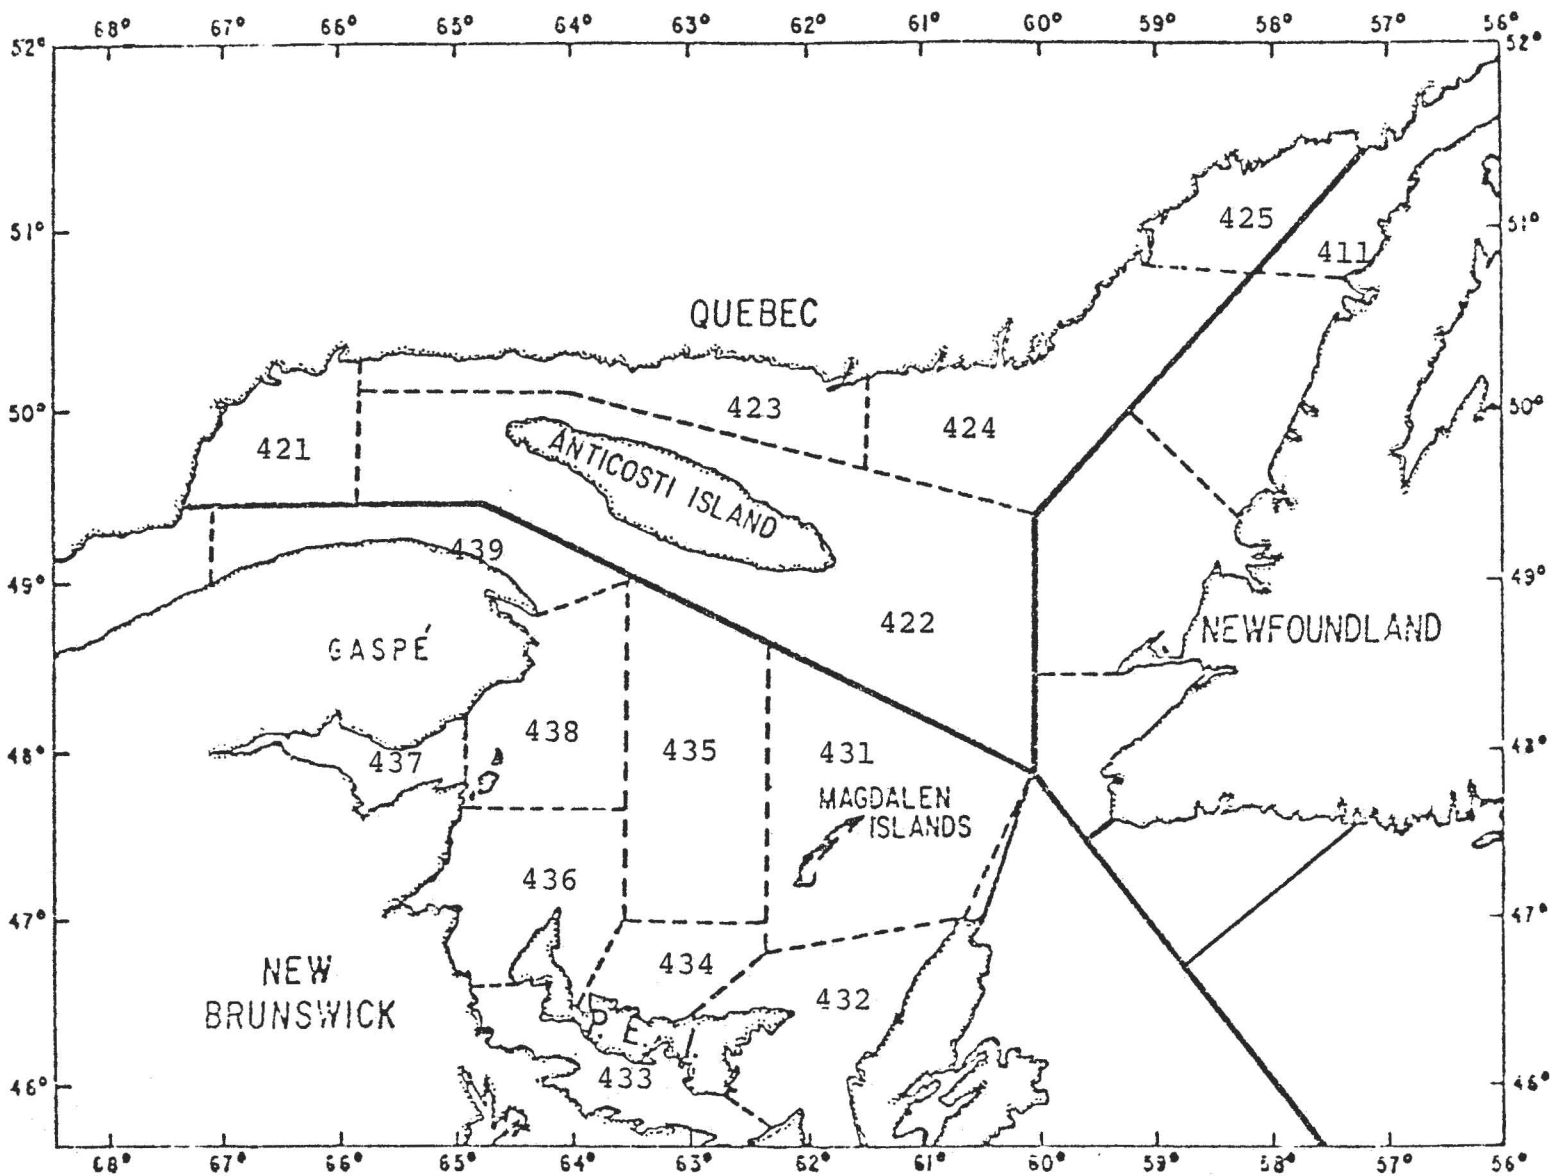 68° 67° 66° 65° 64° 63° 62° 61° 60° 59° 58° 57° 56°
52° 52°
425
51° 51°
411
QUEBEC
423
50° 50°
424
421
ANTICOSTI ISLAND
439
49° 49°
422
NEWFOUNDLAND
GASPÉ
438
435
431
48° 48°
437
MAGDALEN
ISLANDS
436
47° 47°
434
NEW
BRUNSWICK
432
P. E. I.
433
46° 46°
68° 67° 66° 65° 64° 63° 62° 61° 60° 59° 58° 57° 56°